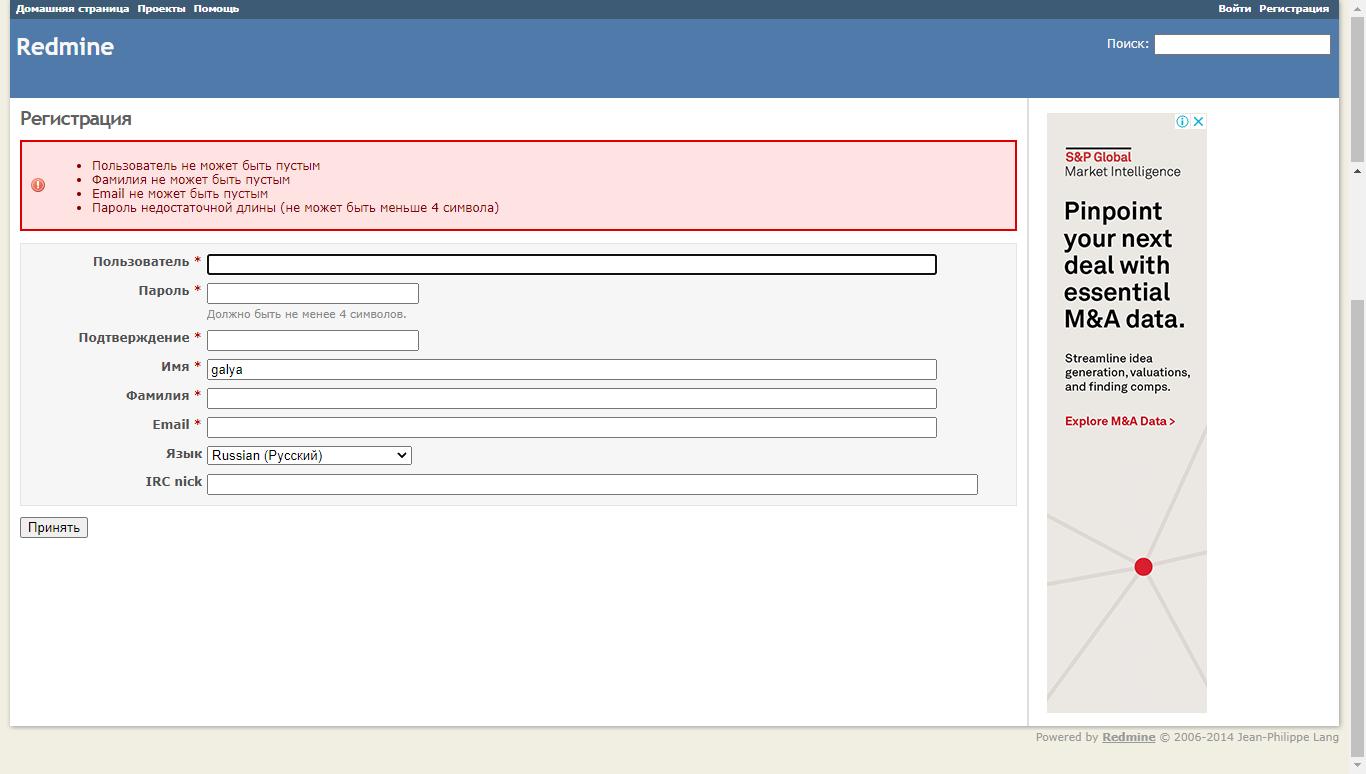 Домашняя страница Проекты Помощь
Войти Регистрация
Redmine
Поиск:
Регистрация
Пользователь не может быть пустым
Фамилия не может быть пустым
Email не может быть пустым
Пароль недостаточной длины (не может быть меньше 4 символа)
Пользователь *
Пароль *
Должно быть не менее 4 символов.
Подтверждение *
Имя * galya
Фамилия *
Email *
Язык Russian (Русский)
IRC nick
Принять
S&P Global
Market Intelligence
Pinpoint
your next
deal with
essential
M&A data.
Streamline idea
generation, valuations,
and finding comps.
Explore M&A Data >
Powered by Redmine © 2006-2014 Jean-Philippe Lang